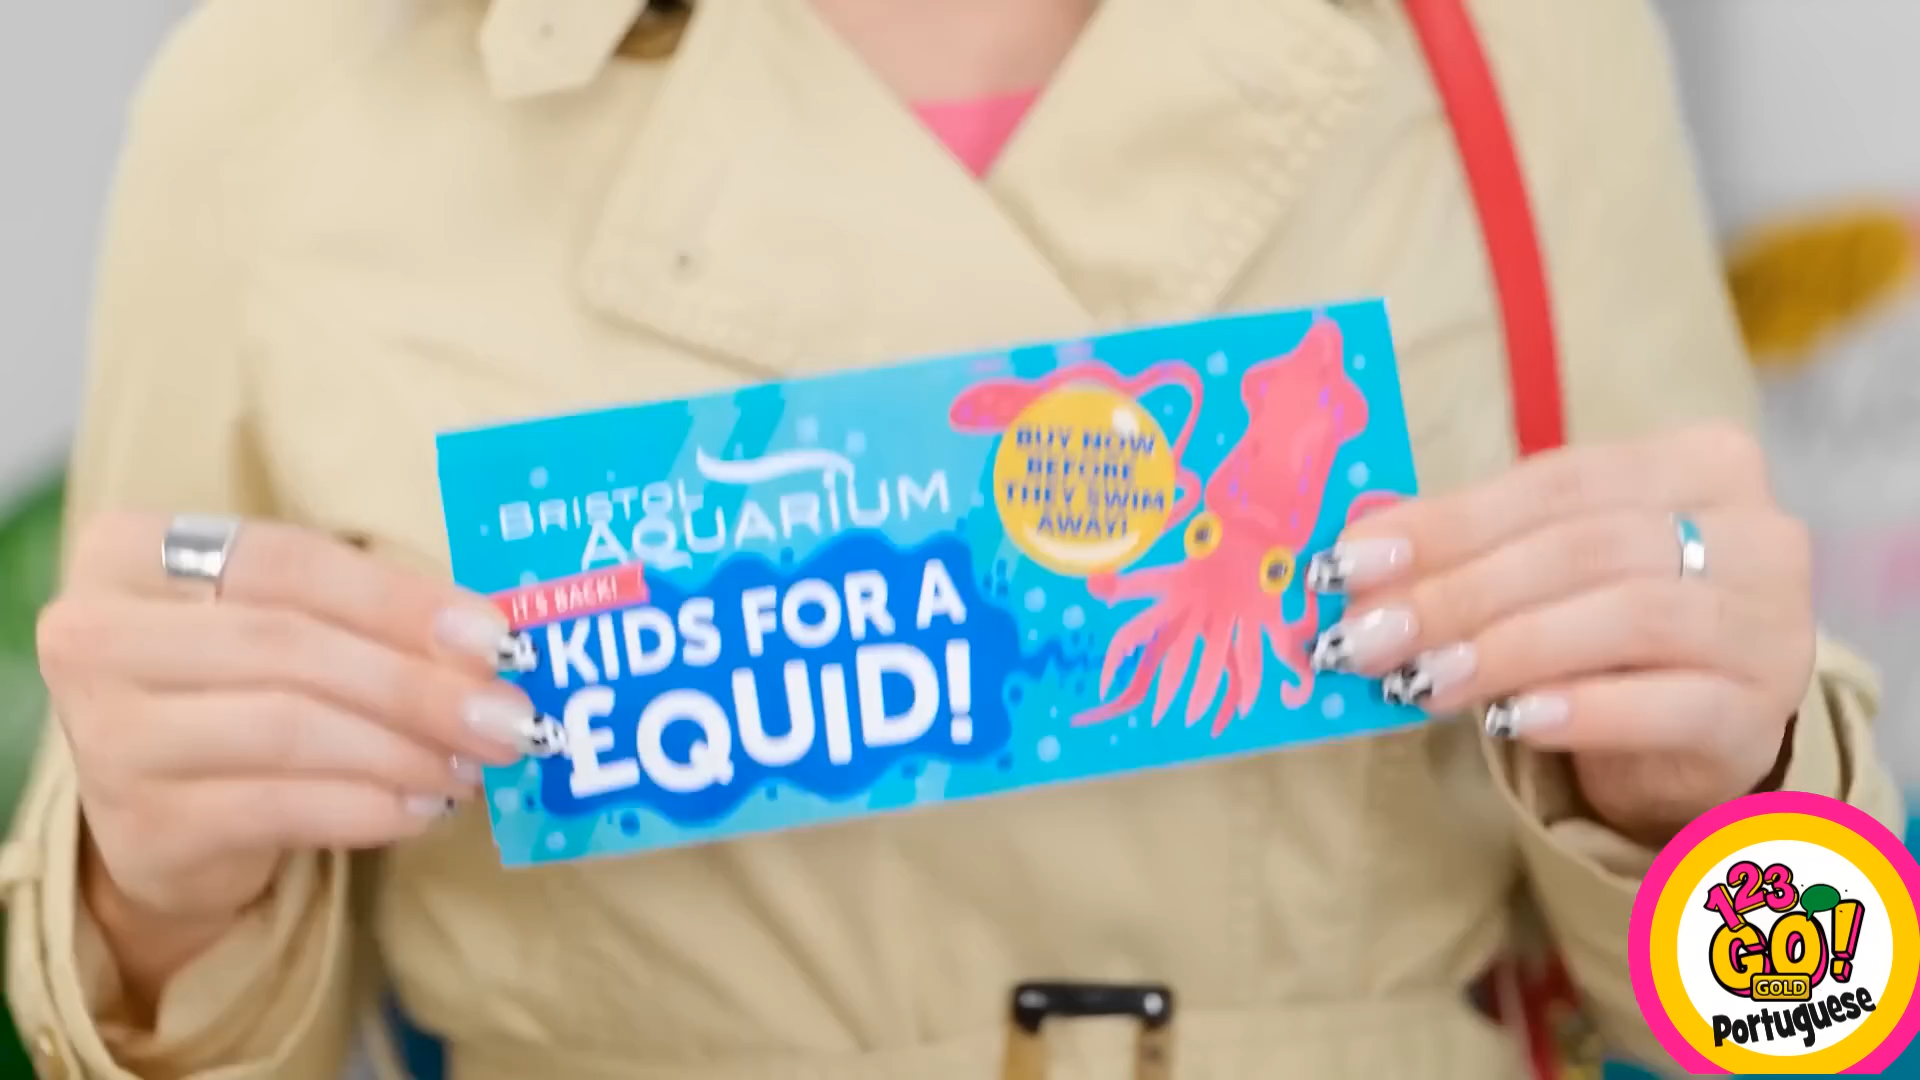 BRISTOL
AQUARIUM
IT'S BACK!
KIDS FOR A
£QUID!
BUY NOW
BEFORE
THEY SWIM
AWAY!
123
GO!
GOLD
Portuguese